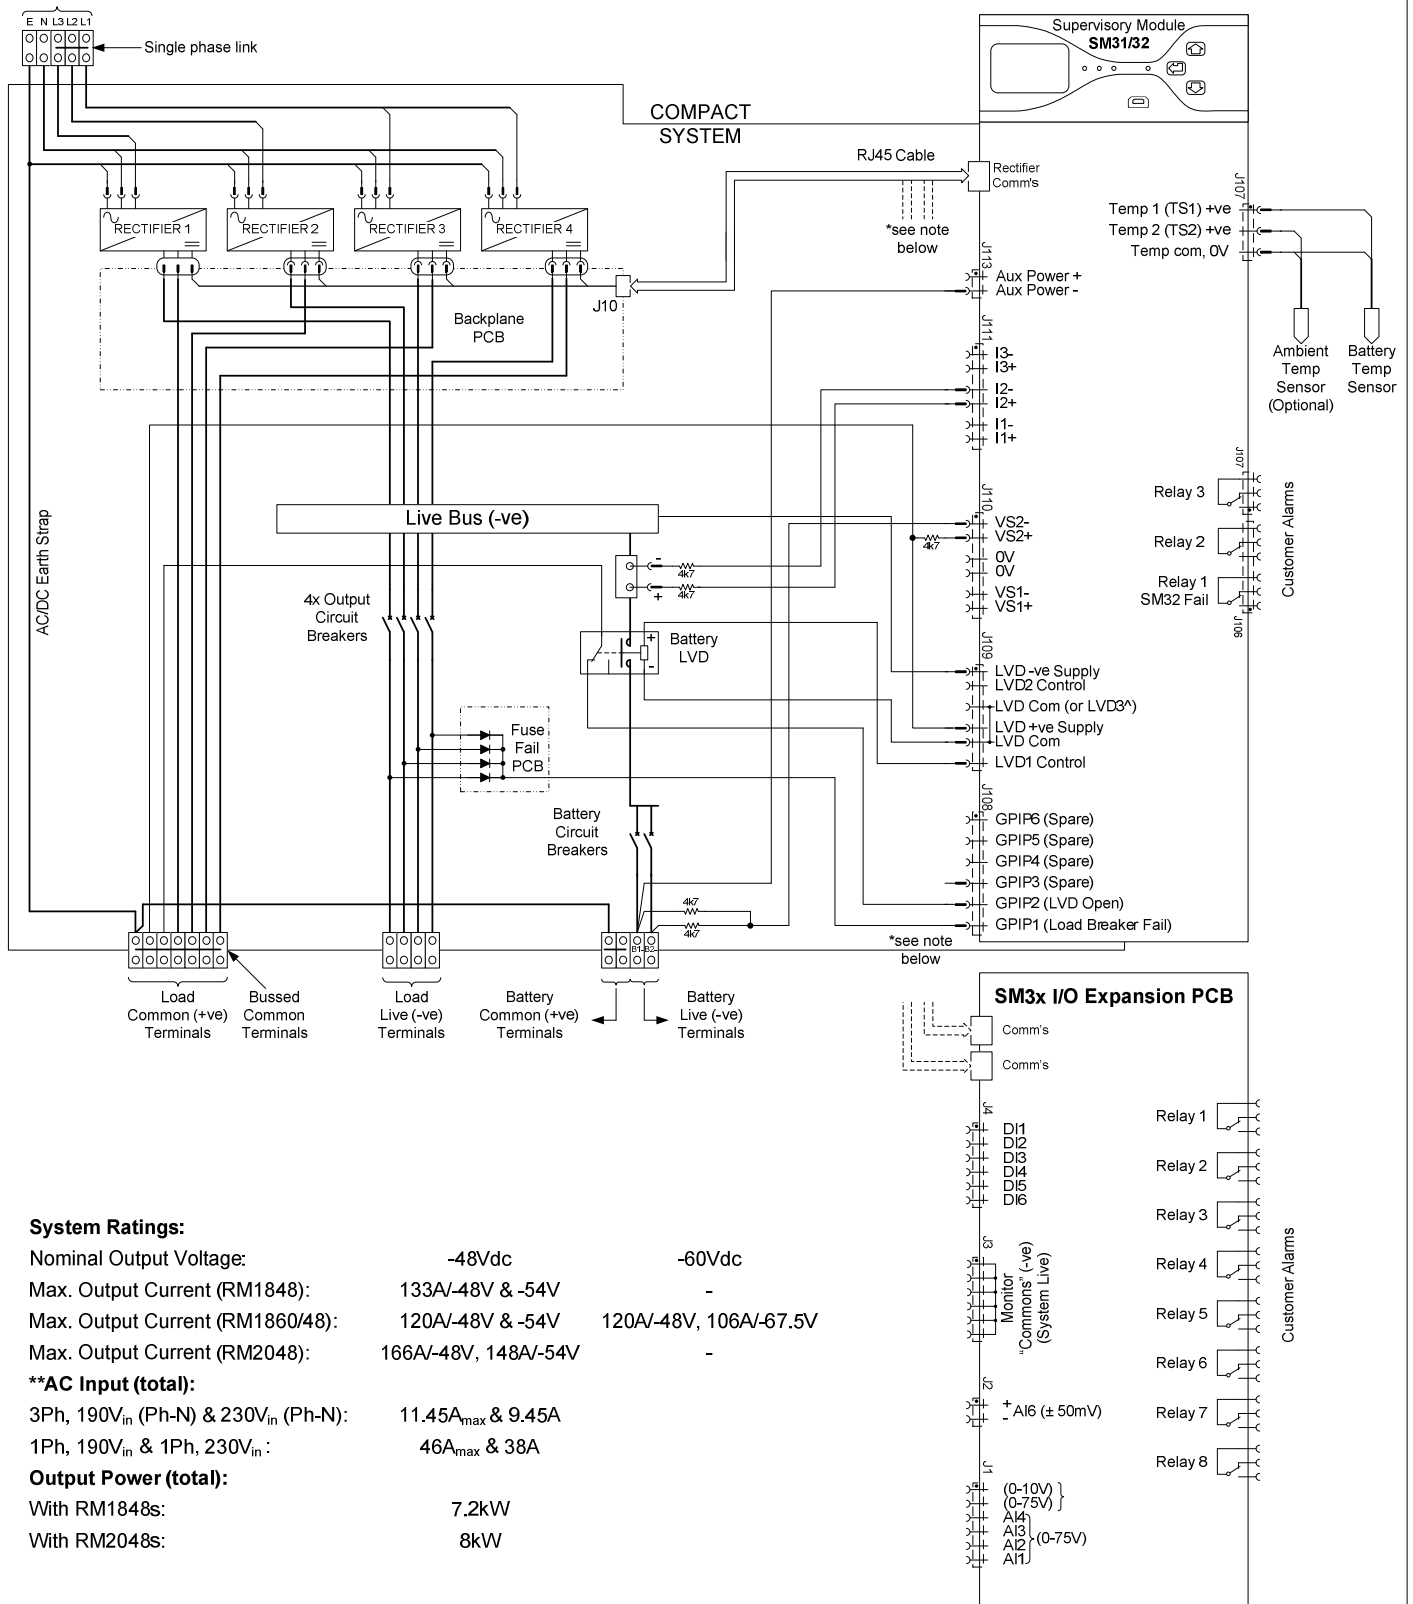 E N L3 L2 L1
Single phase link
Supervisory Module
SM31/32
COMPACT
SYSTEM
RJ45 Cable
Rectifier
Comm's
*see note
below
J107
Temp 1 (TS1) +ve
Temp 2 (TS2) +ve
Temp com, 0V
RECTIFIER 1
RECTIFIER 2
RECTIFIER 3
RECTIFIER 4
J10
Backplane
PCB
J113
Aux Power +
Aux Power -
J111
I3-
I3+
I2-
I2+
I1-
I1+
Ambient
Temp
Sensor
(Optional)
Battery
Temp
Sensor
AC/DC Earth Strap
Live Bus (-ve)
J110
VS2-
VS2+
4k7
0V
0V
VS1-
VS1+
-
4k7
+
4k7
J107
Relay 3
Relay 2
Relay 1
SM32 Fail
J106
Customer Alarms
4x Output
Circuit
Breakers
+
-
Battery
LVD
J109
LVD -ve Supply
LVD2 Control
LVD Com (or LVD3^)
LVD +ve Supply
LVD Com
LVD1 Control
Fuse
Fail
PCB
Battery
Circuit
Breakers
J108
GPIP6 (Spare)
GPIP5 (Spare)
GPIP4 (Spare)
GPIP3 (Spare)
GPIP2 (LVD Open)
GPIP1 (Load Breaker Fail)
4k7
4k7
B1- B2-
*see note
below
Load
Common (+ve)
Terminals
Bussed
Common
Terminals
Load
Live (-ve)
Terminals
Battery
Common (+ve)
Terminals
Battery
Live (-ve)
Terminals
SM3x I/O Expansion PCB
Comm's
Comm's
J4
DI1
DI2
DI3
DI4
DI5
DI6
J3
Monitor
"Commons" (-ve)
(System Live)
J2
+
-
AI6 (± 50mV)
J1
(0-10V)
(0-75V)
AI4
AI3
AI2
AI1
(0-75V)
Relay 1
Relay 2
Relay 3
Relay 4
Relay 5
Relay 6
Relay 7
Relay 8
Customer Alarms
System Ratings:
Nominal Output Voltage: -48Vdc -60Vdc
Max. Output Current (RM1848): 133A/-48V & -54V -
Max. Output Current (RM1860/48): 120A/-48V & -54V 120A/-48V, 106A/-67.5V
Max. Output Current (RM2048): 166A/-48V, 148A/-54V -
**AC Input (total):
3Ph, 190Vin (Ph-N) & 230Vin (Ph-N): 11.45Amax & 9.45A
1Ph, 190Vin & 1Ph, 230Vin : 46Amax & 38A
Output Power (total):
With RM1848s: 7.2kW
With RM2048s: 8kW